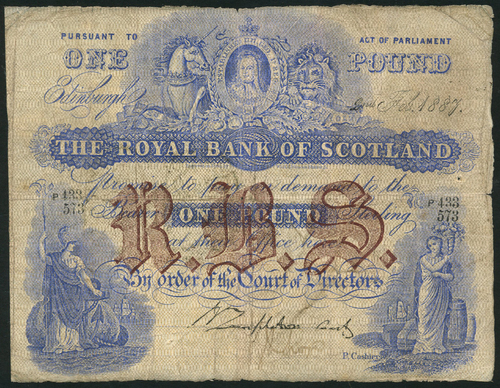 PURSUANT TO ACT OF PARLIAMENT
ONE POUND
Edinburgh Feb. 1887.
THE ROYAL BANK OF SCOTLAND
promise to pay on demand to the
P 433 573
Bearer ONE POUND Sterling
P 433 573
at their office here
R.B.S.
By order of the Court of Directors
P. Cashier